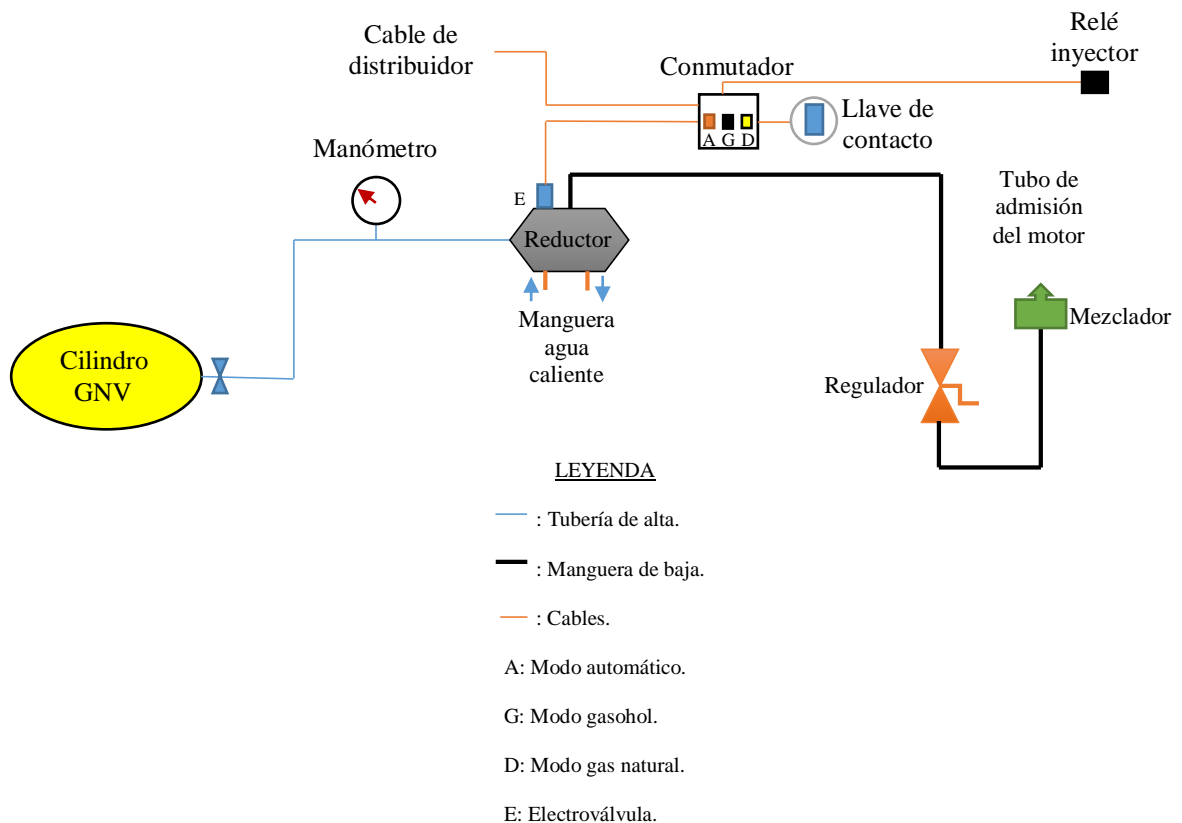 Cable de
distribuidor
Relé
inyector
Conmutador
A G D
Llave de
contacto
Manómetro
E
Reductor
Tubo de
admisión
del motor
Manguera
agua
caliente
Mezclador
Cilindro
GNV
Regulador
LEYENDA
: Tubería de alta.
: Manguera de baja.
: Cables.
A: Modo automático.
G: Modo gasohol.
D: Modo gas natural.
E: Electroválvula.